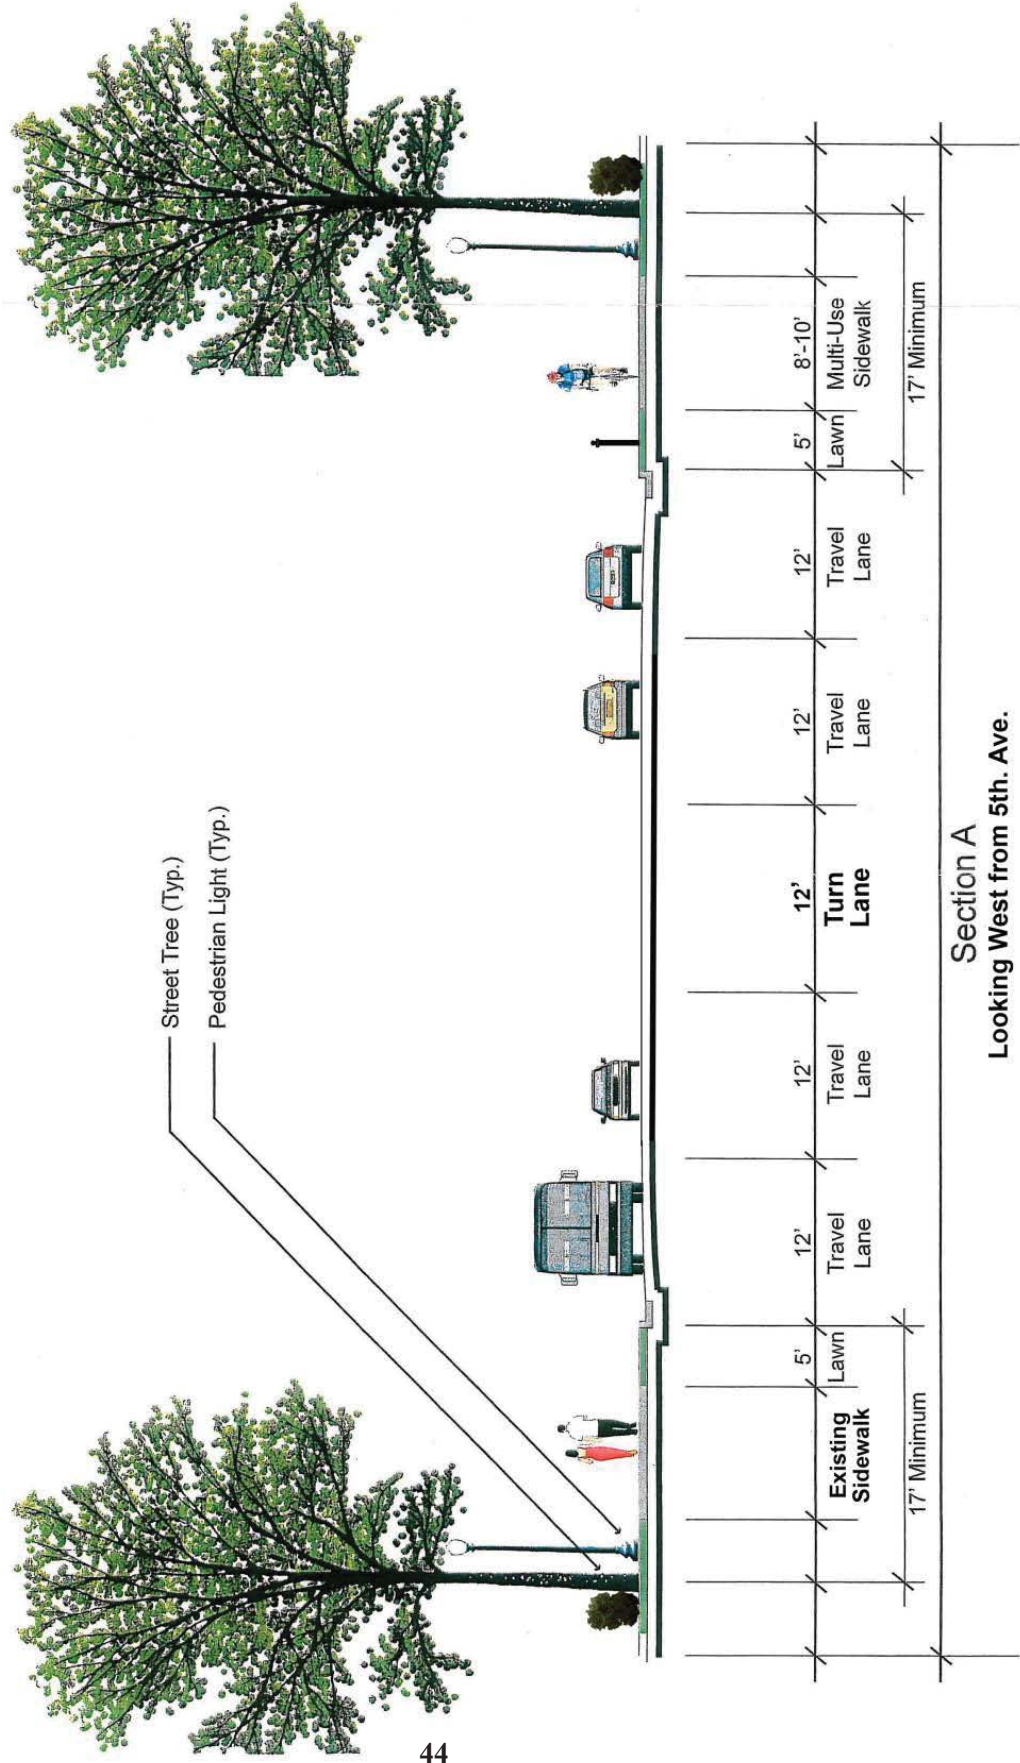 Street Tree (Typ.)
Pedestrian Light (Typ.)
Existing
Sidewalk
5'
Lawn
12'
Travel
Lane
12'
Travel
Lane
12'
Turn
Lane
12'
Travel
Lane
12'
Travel
Lane
5'
Lawn
8'-10'
Multi-Use
Sidewalk
17' Minimum
17' Minimum
Section A
Looking West from 5th. Ave.
44